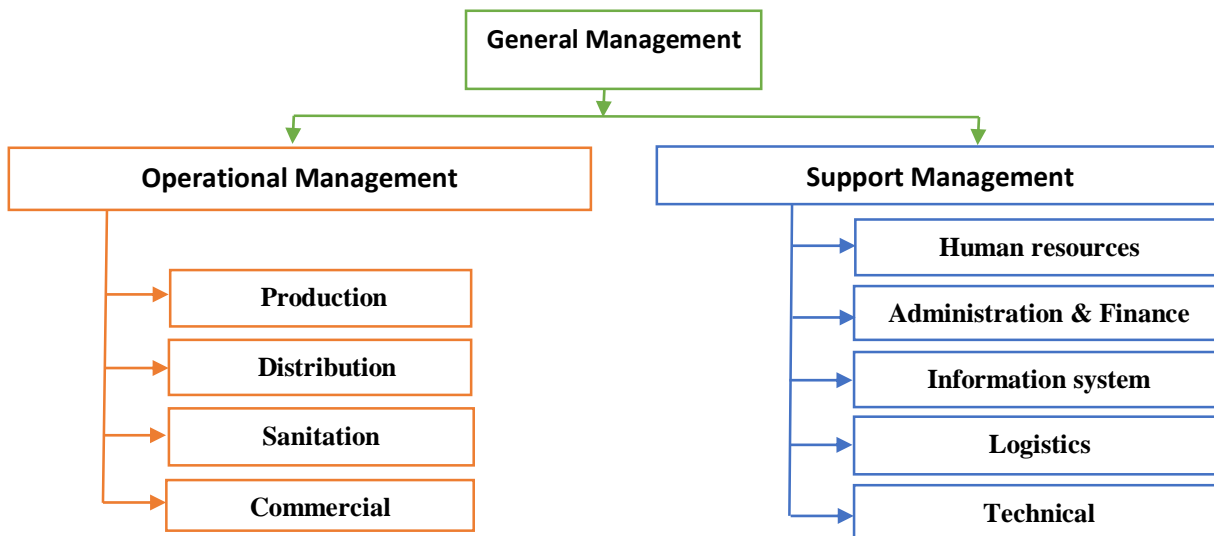 General Management
Operational Management
Production
Distribution
Sanitation
Commercial
Support Management
Human resources
Administration & Finance
Information system
Logistics
Technical